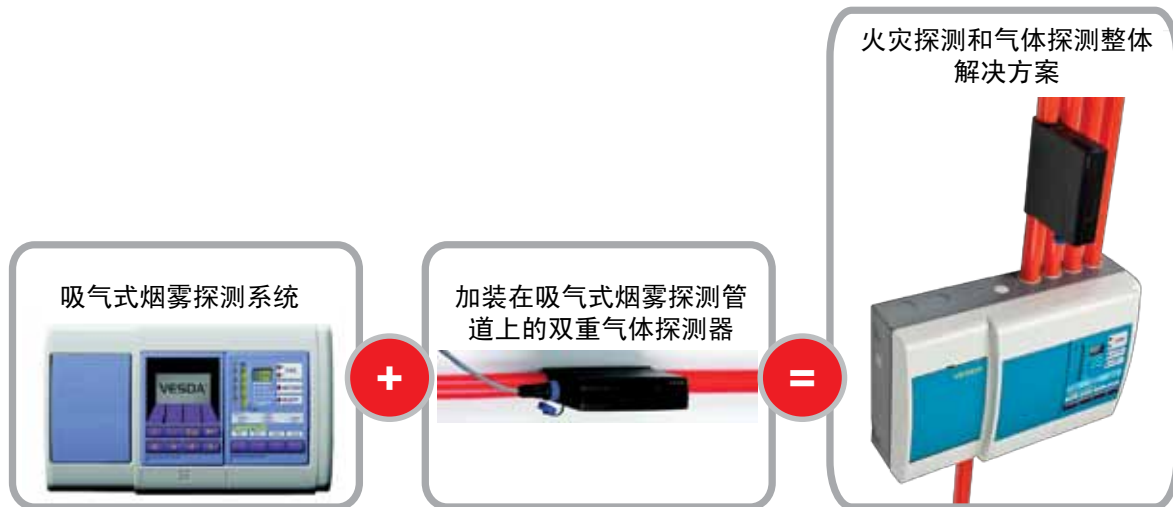 火灾探测和气体探测整体
解决方案
吸气式烟雾探测系统
VESDA
加装在吸气式烟雾探测管
道上的双重气体探测器
+
=